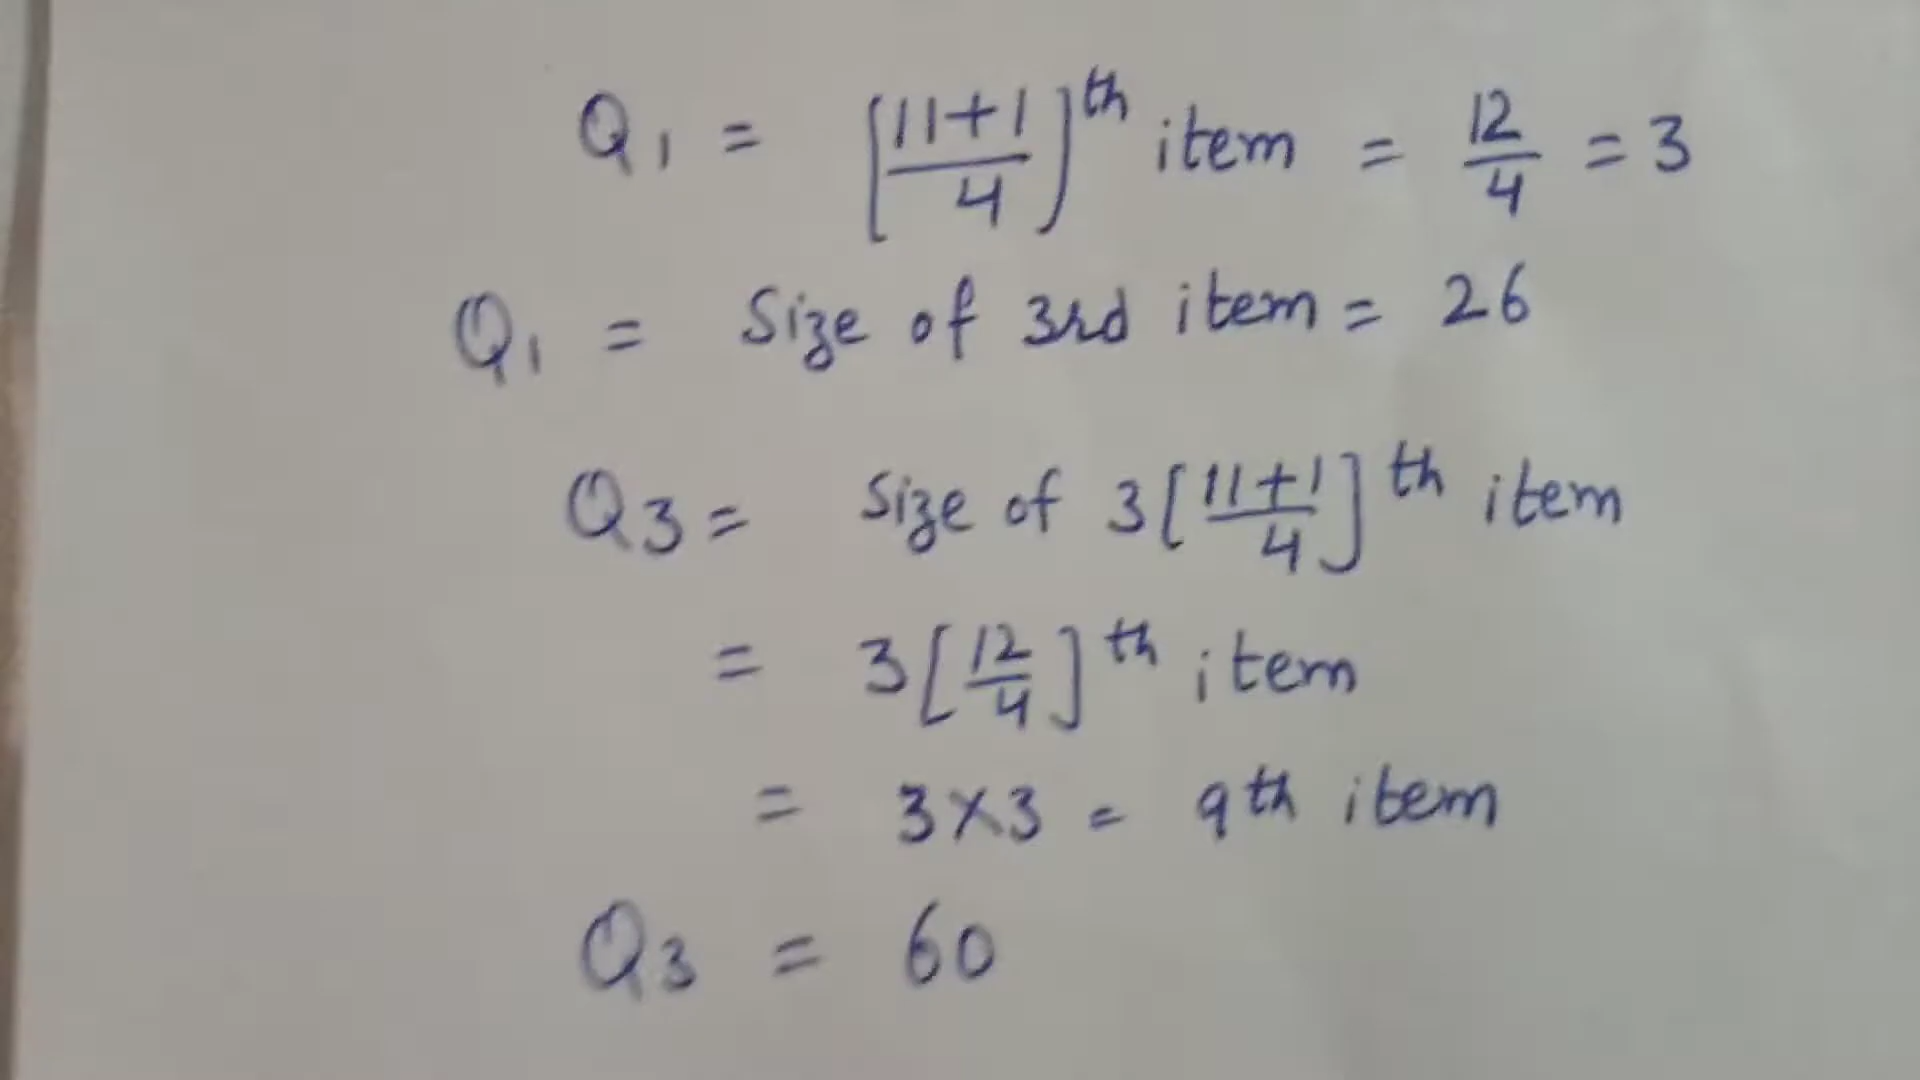 Q1 = [11+1/4]th item = 12/4 = 3
Q1 = Size of 3rd item = 26
Q3 = Size of 3[11+1/4]th item
= 3[12/4]th item
= 3×3 = 9th item
Q3 = 60